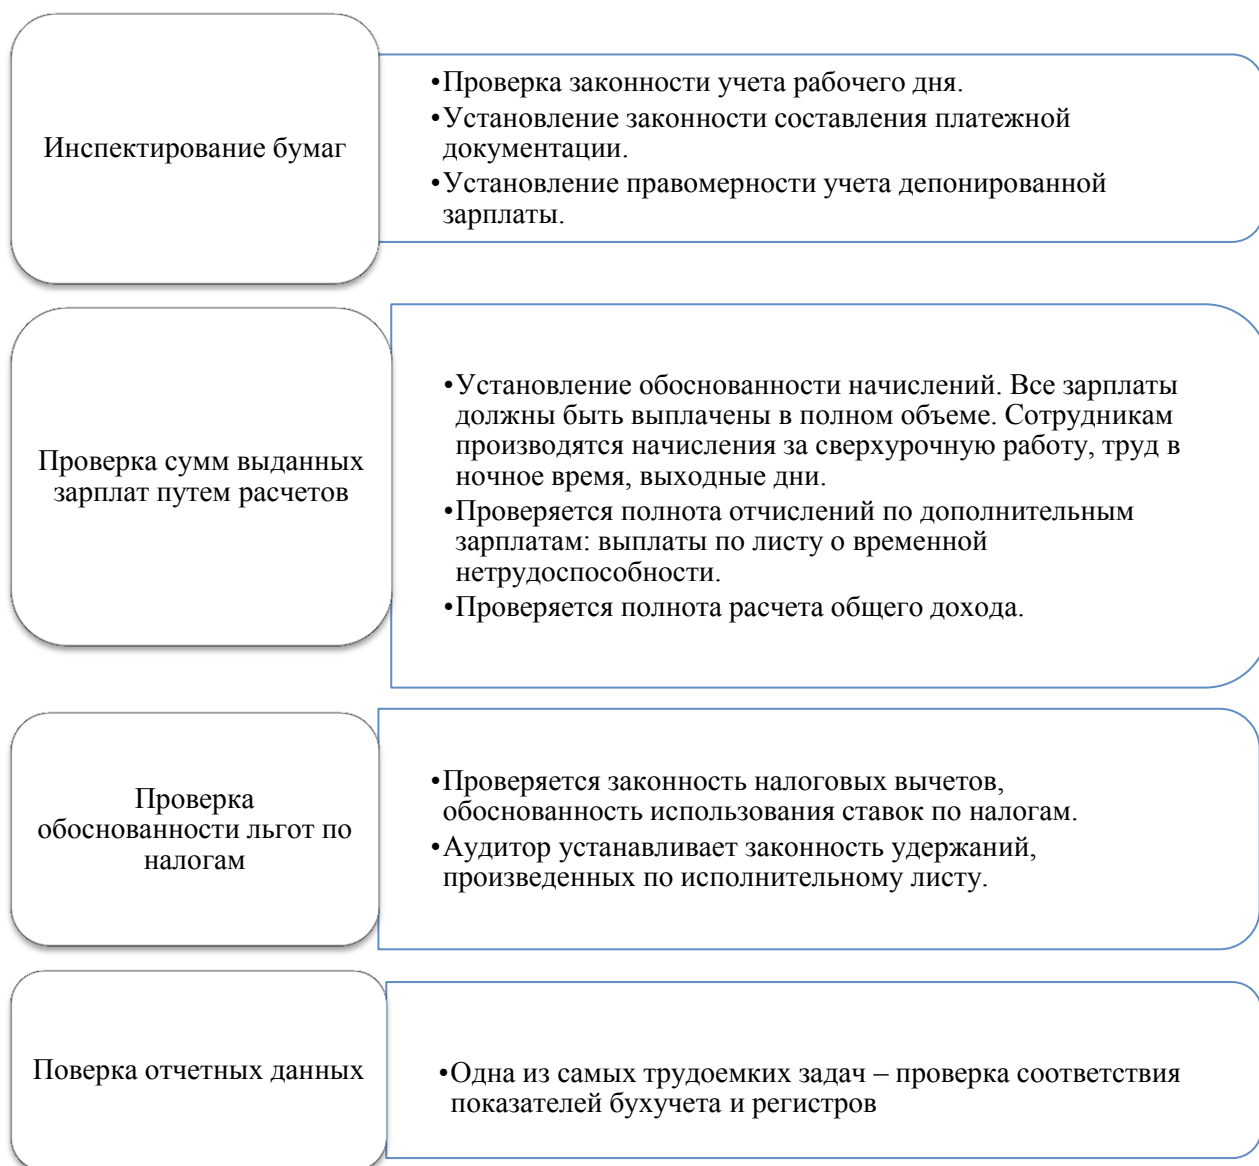 Инспектирование бумаг
•Проверка законности учета рабочего дня.
•Установление законности составления платежной
документации.
•Установление правомерности учета депонированной
зарплаты.
Проверка сумм выданных
зарплат путем расчетов
•Установление обоснованности начислений. Все зарплаты
должны быть выплачены в полном объеме. Сотрудникам
производятся начисления за сверхурочную работу, труд в
ночное время, выходные дни.
•Проверяется полнота отчислений по дополнительным
зарплатам: выплаты по листу о временной
нетрудоспособности.
•Проверяется полнота расчета общего дохода.
Проверка
обоснованности льгот по
налогам
•Проверяется законность налоговых вычетов,
обоснованность использования ставок по налогам.
•Аудитор устанавливает законность удержаний,
произведенных по исполнительному листу.
Поверка отчетных данных
•Одна из самых трудоемких задач – проверка соответствия
показателей бухучета и регистров